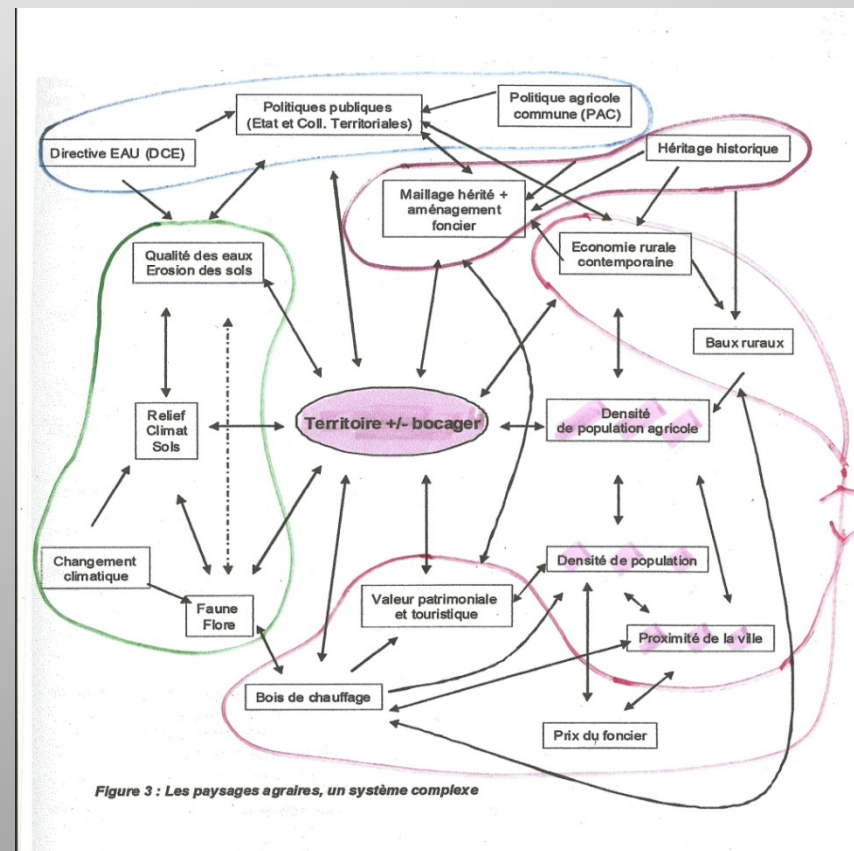 Politiques publiques
(Etat et Coll. Territoriales)
Politique agricole
commune (PAC)
Directive EAU (DCE)
Héritage historique
Maillage hérité +
aménagement
foncier
Qualité des eaux
Erosion des sols
Economie rurale
contemporaine
Baux ruraux
Relief
Climat
Sols
Territoire +/- bocager
Densité
de population agricole
Changement
climatique
Densité de population
Faune
Flore
Valeur patrimoniale
et touristique
Proximité de la ville
Bois de chauffage
Prix du foncier
Figure 3 : Les paysages agraires, un système complexe